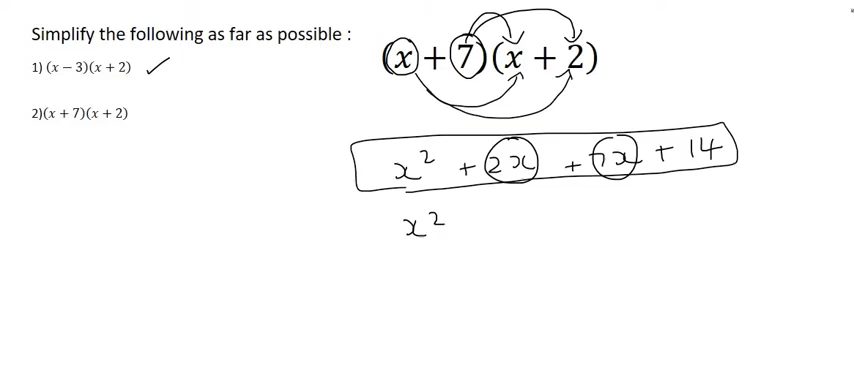 Simplify the following as far as possible :
(x + 7)(x + 2)
1) (x − 3)(x + 2) ✓
2)(x + 7)(x + 2)
x² + 2x + 7x + 14
x²